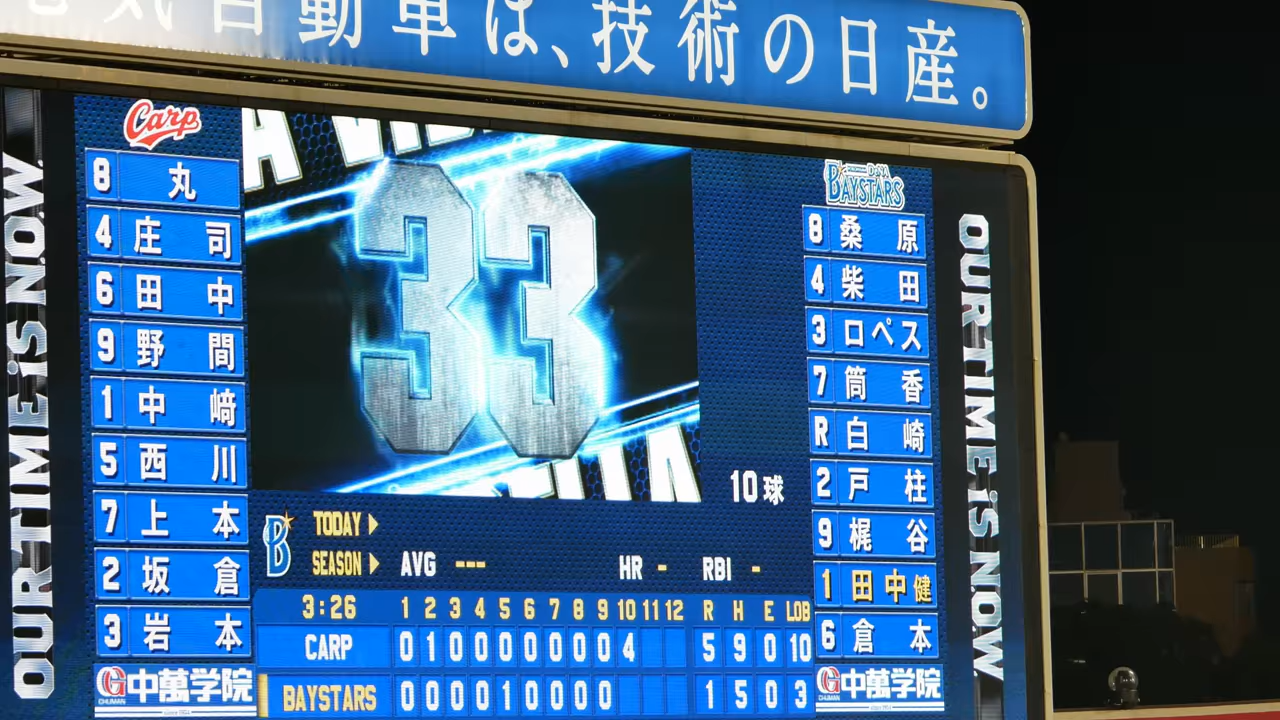 気自動車は、技術の日産。
Carp
8 丸
4 庄司
6 田中
9 野間
1 中﨑
5 西川
7 上本
2 坂倉
3 岩本
中萬学院
CHUMAN
OUR TIME iS NOW.
33
10球
TODAY
SEASON AVG --- HR - RBI -
3:26 1 2 3 4 5 6 7 8 9 10 11 12 R H E LOB
CARP 0 1 0 0 0 0 0 0 0 4 5 9 0 10
BAYSTARS 0 0 0 0 1 0 0 0 0 1 5 0 3
DeNA
BAYSTARS
8 桑原
4 柴田
3 ロペス
7 筒香
R 白崎
2 戸柱
9 梶谷
1 田中健
6 倉本
中萬学院
CHUMAN
OUR TIME iS NOW.